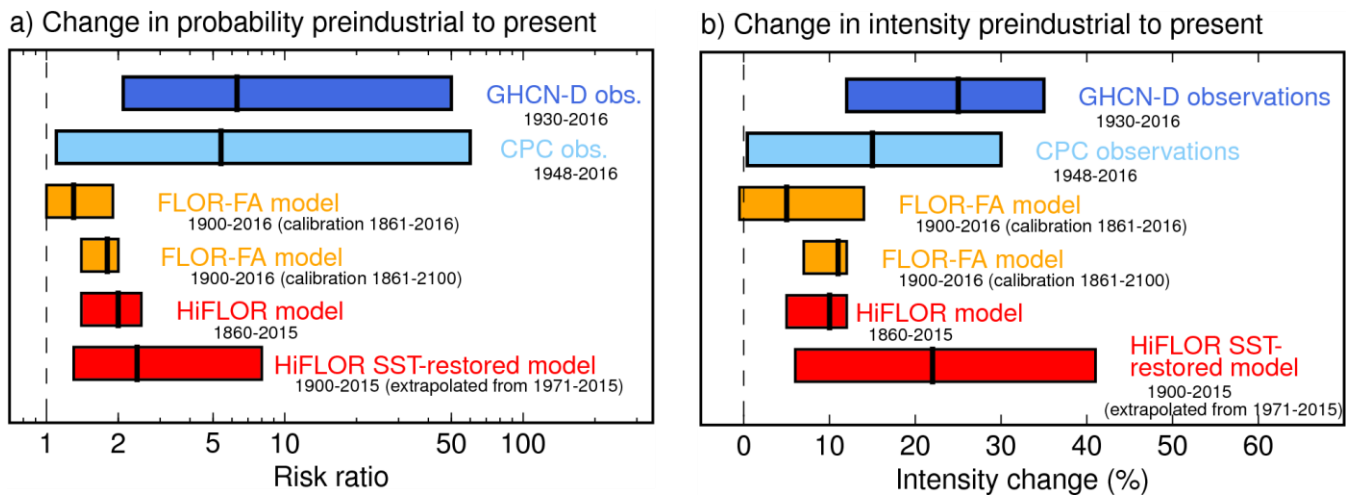 a) Change in probability preindustrial to present
GHCN-D obs.
1930-2016
CPC obs.
1948-2016
FLOR-FA model
1900-2016 (calibration 1861-2016)
FLOR-FA model
1900-2016 (calibration 1861-2100)
HiFLOR model
1860-2015
HiFLOR SST-restored model
1900-2015 (extrapolated from 1971-2015)
1 2 5 10 50 100
Risk ratio
b) Change in intensity preindustrial to present
GHCN-D observations
1930-2016
CPC observations
1948-2016
FLOR-FA model
1900-2016 (calibration 1861-2016)
FLOR-FA model
1900-2016 (calibration 1861-2100)
HiFLOR model
1860-2015
HiFLOR SST-
restored model
1900-2015
(extrapolated from 1971-2015)
0 10 20 30 40 50 60
Intensity change (%)